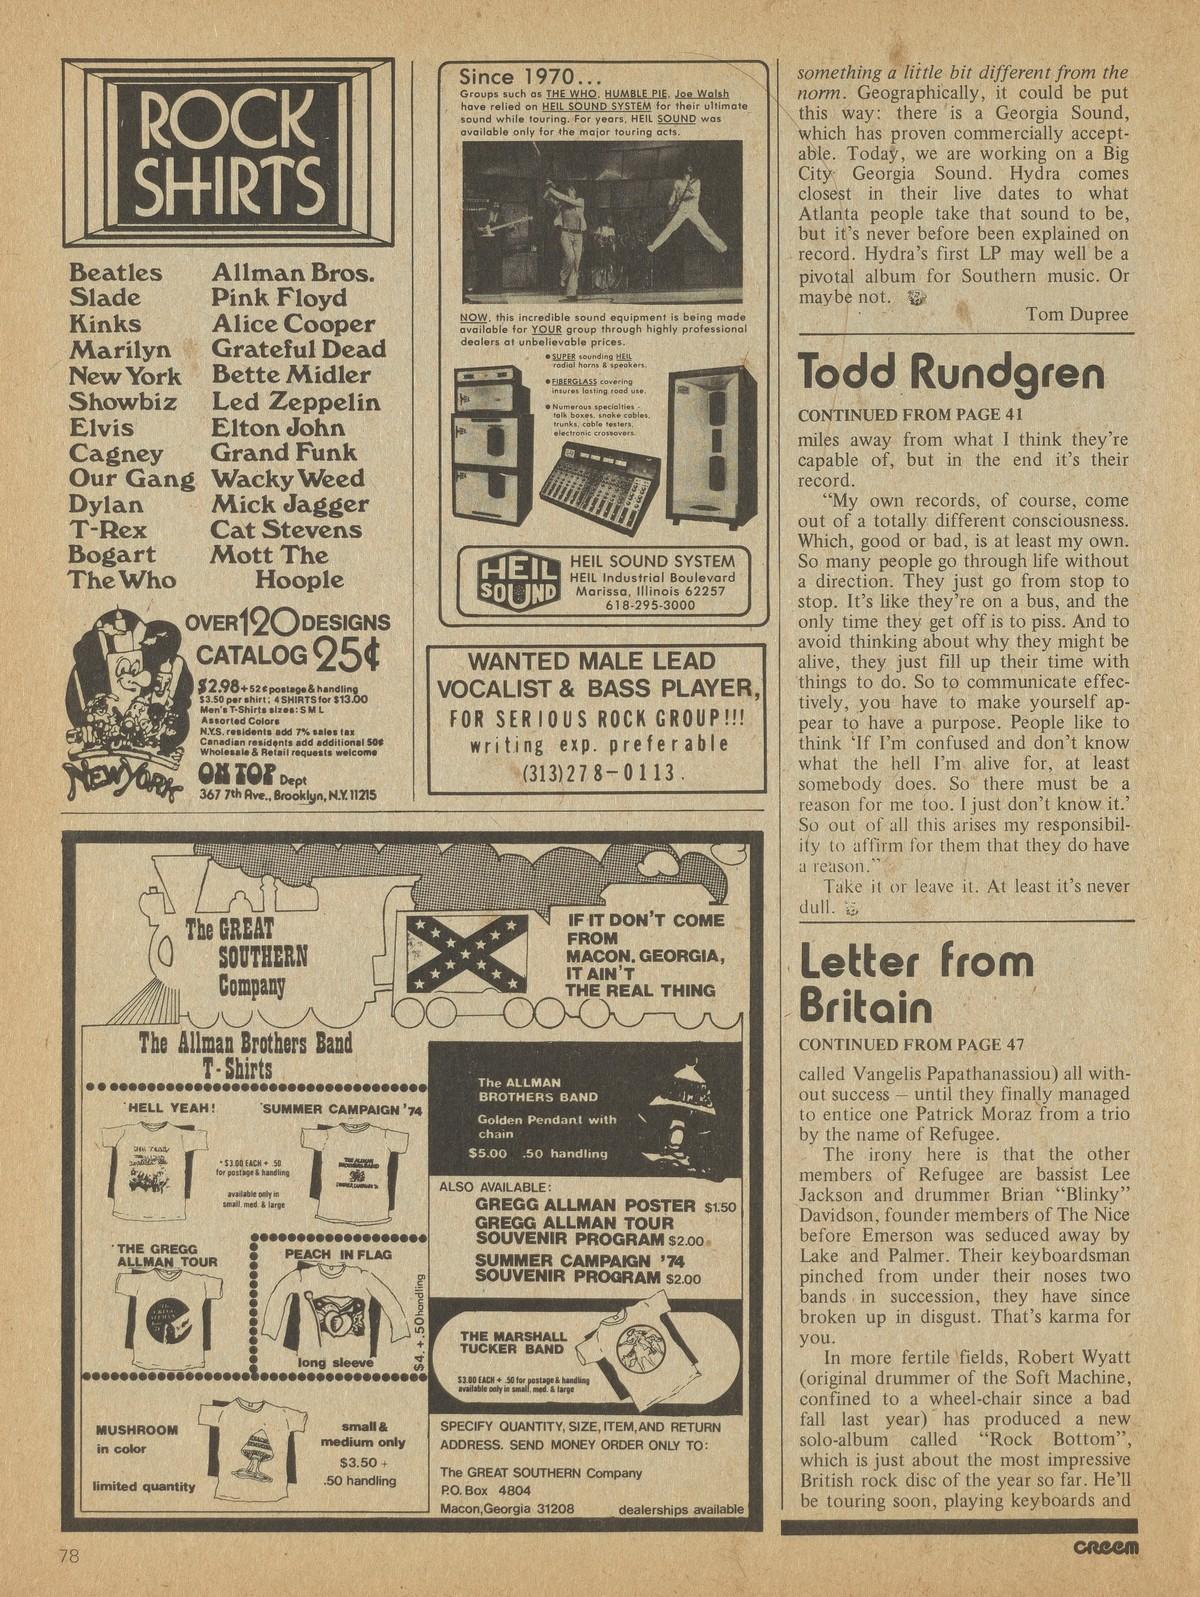 ROCK
SHIRTS
Beatles
Slade
Kinks
Marilyn
New York
Showbiz
Elvis
Cagney
Our Gang
Dylan
T-Rex
Bogart
The Who
Allman Bros.
Pink Floyd
Alice Cooper
Grateful Dead
Bette Midler
Led Zeppelin
Elton John
Grand Funk
Wacky Weed
Mick Jagger
Cat Stevens
Mott The
Hoople
OVER 120 DESIGNS
CATALOG 25¢
$2.98+52¢ postage & handling
$3.50 per shirt; 4 SHIRTS for $13.00
Men's T-Shirts sizes: S M L
Assorted Colors
N.Y.S. residents add 7% sales tax
Canadian residents add additional 50¢
Wholesale & Retail requests welcome
NEW YORK
ON TOP Dept
367 7th Ave., Brooklyn, N.Y. 11215
Since 1970...
Groups such as THE WHO, HUMBLE PIE, Joe Walsh
have relied on HEIL SOUND SYSTEM for their ultimate
sound while touring. For years, HEIL SOUND was
available only for the major touring acts.
NOW, this incredible sound equipment is being made
available for YOUR group through highly professional
dealers at unbelievable prices.
● SUPER sounding HEIL
radial horns & speakers.
● FIBERGLASS covering
insures lasting road use.
● Numerous specialties -
talk boxes, snake cables,
trunks, cable testers,
electronic crossovers.
HEIL
SOUND
HEIL SOUND SYSTEM
HEIL Industrial Boulevard
Marissa, Illinois 62257
618-295-3000
WANTED MALE LEAD
VOCALIST & BASS PLAYER,
FOR SERIOUS ROCK GROUP!!!
writing exp. preferable
(313)278-0113.
The GREAT
SOUTHERN
Company
IF IT DON'T COME
FROM
MACON, GEORGIA,
IT AIN'T
THE REAL THING
The Allman Brothers Band
T-Shirts
HELL YEAH!
SUMMER CAMPAIGN '74
$3.00 EACH + .50
for postage & handling
available only in
small, med. & large
THE GREGG
ALLMAN TOUR
PEACH IN FLAG
long sleeve
$4.+.50 handling
MUSHROOM
in color
limited quantity
small &
medium only
$3.50 +
.50 handling
The ALLMAN
BROTHERS BAND
Golden Pendant with
chain
$5.00 .50 handling
ALSO AVAILABLE:
GREGG ALLMAN POSTER $1.50
GREGG ALLMAN TOUR
SOUVENIR PROGRAM $2.00
SUMMER CAMPAIGN '74
SOUVENIR PROGRAM $2.00
THE MARSHALL
TUCKER BAND
$3.00 EACH + .50 for postage & handling
available only in small, med. & large
SPECIFY QUANTITY, SIZE, ITEM, AND RETURN
ADDRESS. SEND MONEY ORDER ONLY TO:
The GREAT SOUTHERN Company
P.O. Box 4804
Macon, Georgia 31208 dealerships available
something a little bit different from the
norm. Geographically, it could be put
this way: there is a Georgia Sound,
which has proven commercially accept-
able. Today, we are working on a Big
City Georgia Sound. Hydra comes
closest in their live dates to what
Atlanta people take that sound to be,
but it's never before been explained on
record. Hydra's first LP may well be a
pivotal album for Southern music. Or
maybe not.
Tom Dupree
Todd Rundgren
CONTINUED FROM PAGE 41
miles away from what I think they're
capable of, but in the end it's their
record.
"My own records, of course, come
out of a totally different consciousness.
Which, good or bad, is at least my own.
So many people go through life without
a direction. They just go from stop to
stop. It's like they're on a bus, and the
only time they get off is to piss. And to
avoid thinking about why they might be
alive, they just fill up their time with
things to do. So to communicate effec-
tively, you have to make yourself ap-
pear to have a purpose. People like to
think 'If I'm confused and don't know
what the hell I'm alive for, at least
somebody does. So there must be a
reason for me too. I just don't know it.'
So out of all this arises my responsibil-
ity to affirm for them that they do have
a reason."
Take it or leave it. At least it's never
dull.
Letter from
Britain
CONTINUED FROM PAGE 47
called Vangelis Papathanassiou) all with-
out success — until they finally managed
to entice one Patrick Moraz from a trio
by the name of Refugee.
The irony here is that the other
members of Refugee are bassist Lee
Jackson and drummer Brian "Blinky"
Davidson, founder members of The Nice
before Emerson was seduced away by
Lake and Palmer. Their keyboardsman
pinched from under their noses two
bands in succession, they have since
broken up in disgust. That's karma for
you.
In more fertile fields, Robert Wyatt
(original drummer of the Soft Machine,
confined to a wheel-chair since a bad
fall last year) has produced a new
solo-album called "Rock Bottom",
which is just about the most impressive
British rock disc of the year so far. He'll
be touring soon, playing keyboards and
78
CREEM